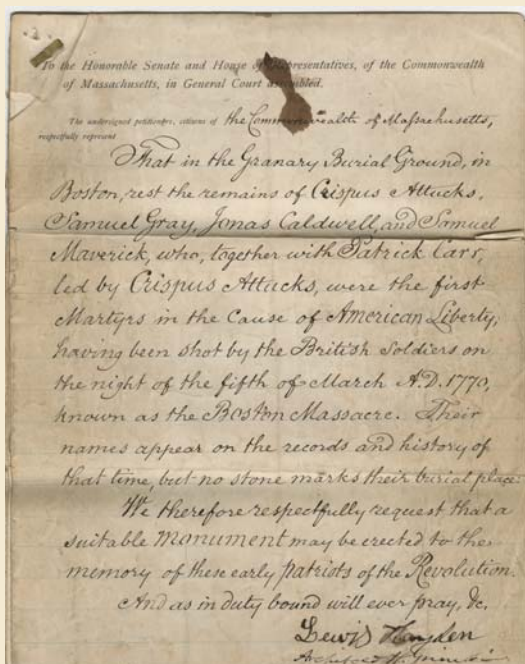 To the Honorable Senate and House of Representatives, of the Commonwealth
of Massachusetts, in General Court assembled.
The undersigned petitioners, citizens of the Commonwealth of Massachusetts,
respectfully represent
That in the Granary Burial Ground, in
Boston, rest the remains of Crispus Attucks,
Samuel Gray, Jonas Caldwell, and Samuel
Maverick, who, together with Patrick Carr,
led by Crispus Attucks, were the first
Martyrs in the Cause of American Liberty,
having been shot by the British Soldiers on
the night of the fifth of March A.D. 1770,
known as the Boston Massacre. Their
names appear on the records and history of
that time, but no stone marks their burial place.
We therefore respectfully request that a
suitable Monument may be erected to the
memory of these early patriots of the Revolution.
And as in duty bound will ever pray, &c.
Lewis Hayden